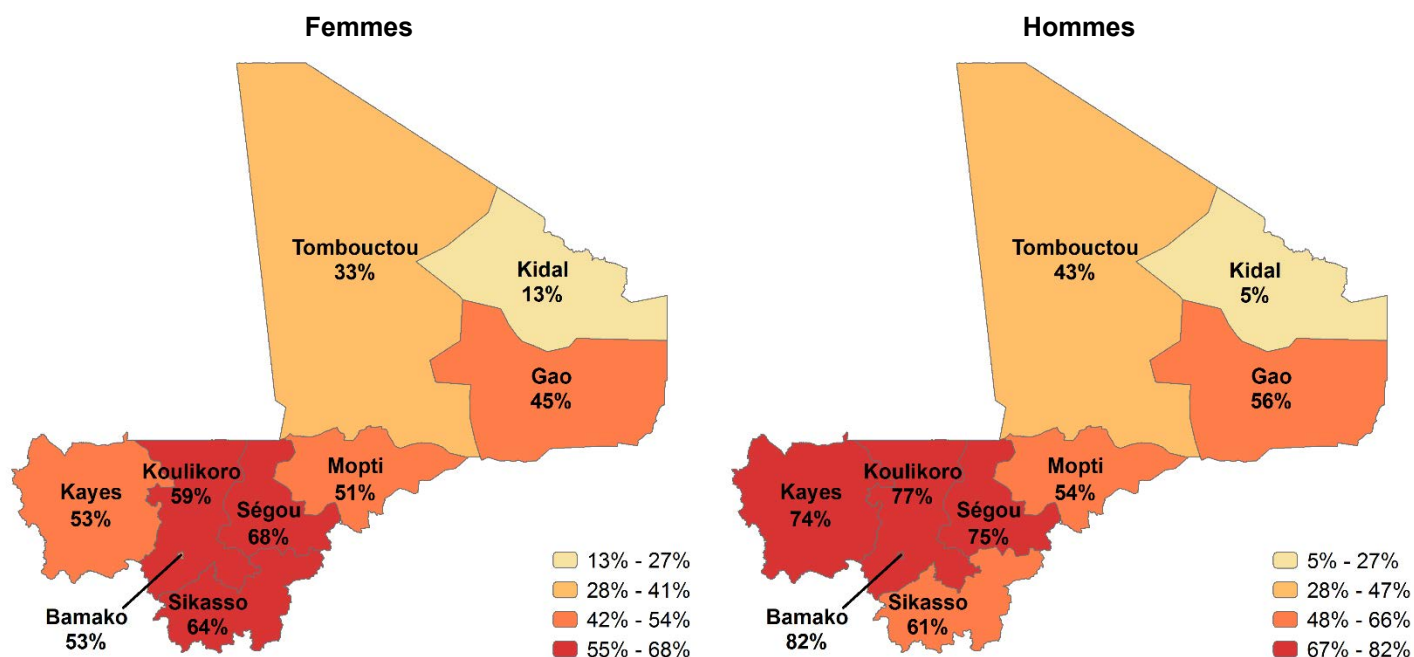 Femmes
Tombouctou
33%
Kidal
13%
Gao
45%
Mopti
51%
Koulikoro
59%
Kayes
53%
Ségou
68%
Bamako
53%
Sikasso
64%
13% - 27%
28% - 41%
42% - 54%
55% - 68%
Hommes
Tombouctou
43%
Kidal
5%
Gao
56%
Mopti
54%
Koulikoro
77%
Kayes
74%
Ségou
75%
Bamako
82%
Sikasso
61%
5% - 27%
28% - 47%
48% - 66%
67% - 82%